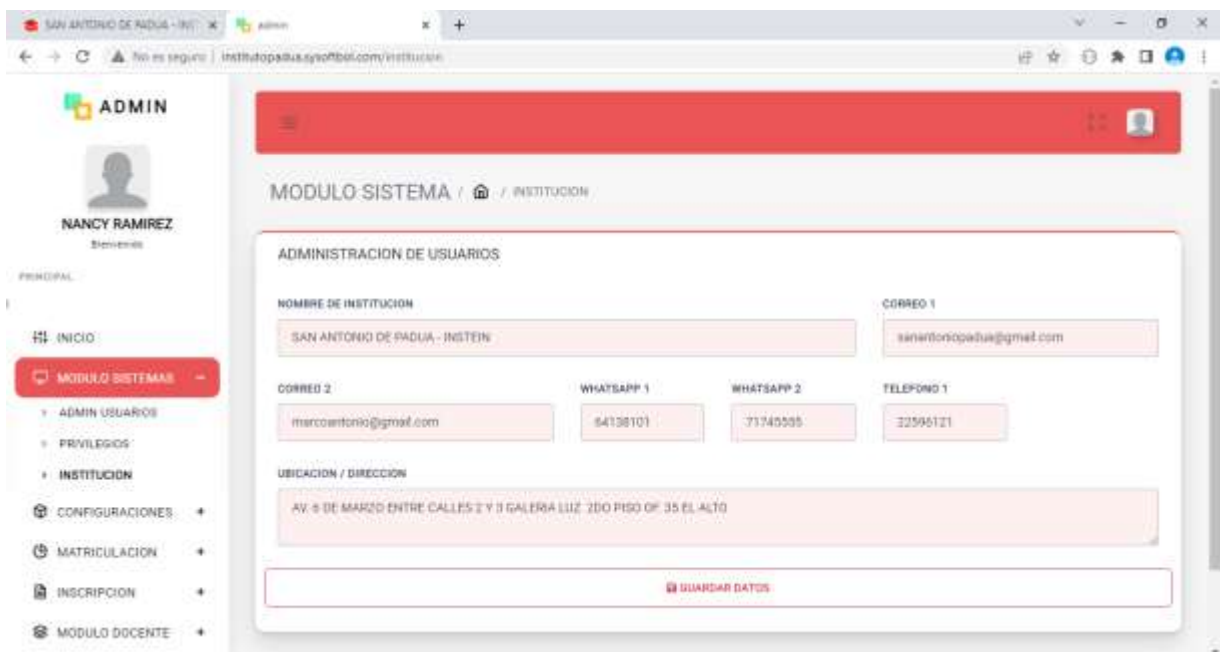 SAN ANTONIO DE PADUA - INST
admin
No es seguro | institutopadua.sysoftbol.com/institucion
ADMIN
NANCY RAMIREZ
Bienvenido
PRINCIPAL
INICIO
MODULO SISTEMAS
ADMIN USUARIOS
PRIVILEGIOS
INSTITUCION
CONFIGURACIONES +
MATRICULACION +
INSCRIPCION +
MODULO DOCENTE +
MODULO SISTEMA / / INSTITUCION
ADMINISTRACION DE USUARIOS
NOMBRE DE INSTITUCION CORREO 1
SAN ANTONIO DE PADUA - INSTEIN sanantoniopadua@gmail.com
CORREO 2 WHATSAPP 1 WHATSAPP 2 TELEFONO 1
marcoantonio@gmail.com 64138101 71745555 22596121
UBICACION / DIRECCION
AV. 6 DE MARZO ENTRE CALLES 2 Y 3 GALERIA LUZ 2DO PISO OF. 35 EL ALTO
GUARDAR DATOS